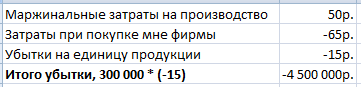 Маржинальные затраты на производство 50р.
Затраты при покупке мне фирмы -65р.
Убытки на единицу продукции -15р.
Итого убытки, 300 000 * (-15) -4 500 000р.